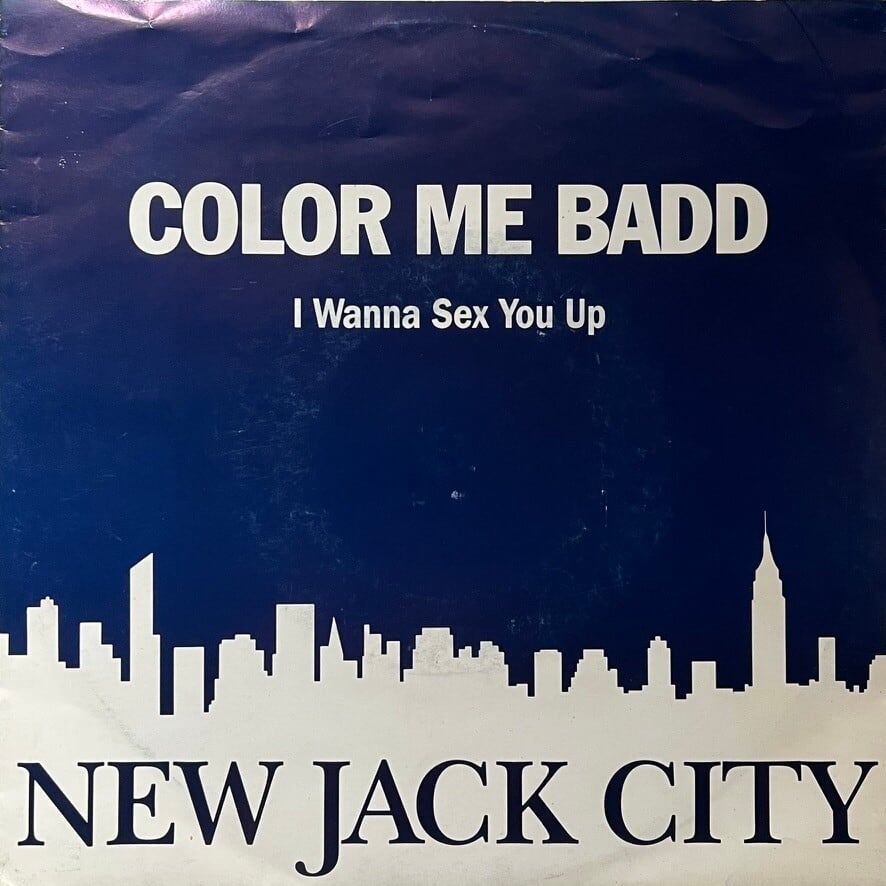 COLOR ME BADD
I Wanna Sex You Up
NEW JACK CITY